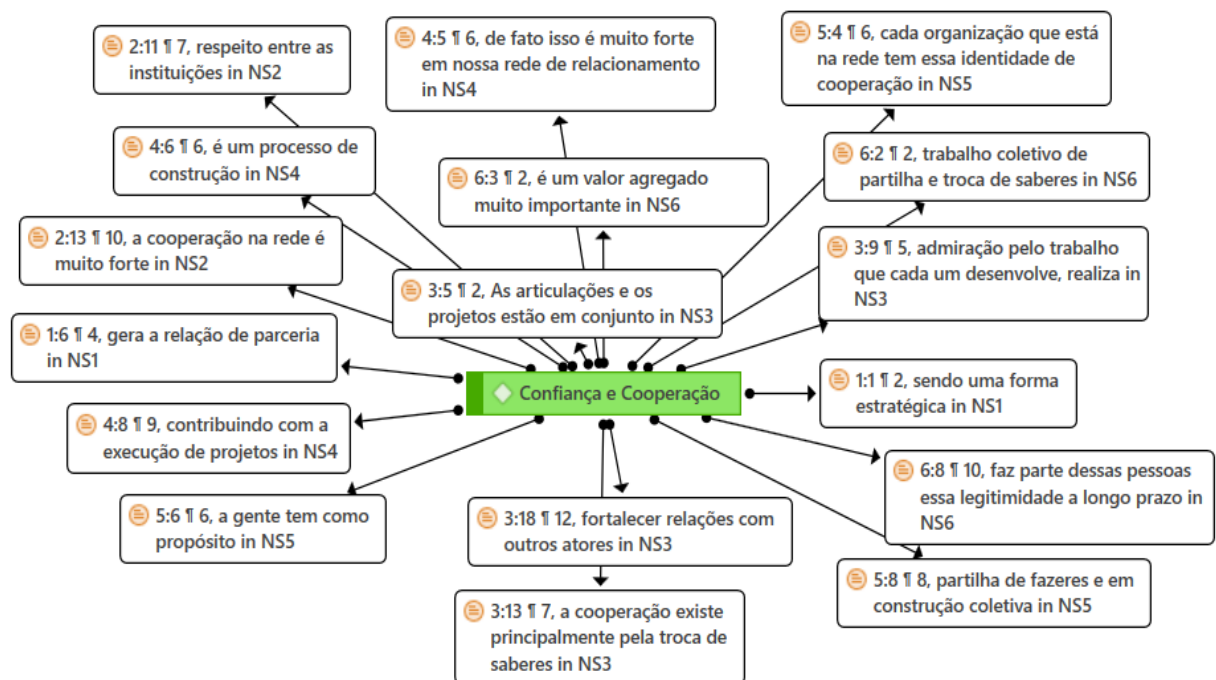 2:11 ¶ 7, respeito entre as
instituições in NS2
4:5 ¶ 6, de fato isso é muito forte
em nossa rede de relacionamento
in NS4
5:4 ¶ 6, cada organização que está
na rede tem essa identidade de
cooperação in NS5
4:6 ¶ 6, é um processo de
construção in NS4
6:3 ¶ 2, é um valor agregado
muito importante in NS6
6:2 ¶ 2, trabalho coletivo de
partilha e troca de saberes in NS6
2:13 ¶ 10, a cooperação na rede é
muito forte in NS2
3:5 ¶ 2, As articulações e os
projetos estão em conjunto in NS3
3:9 ¶ 5, admiração pelo trabalho
que cada um desenvolve, realiza in
NS3
1:6 ¶ 4, gera a relação de parceria
in NS1
Confiança e Cooperação
1:1 ¶ 2, sendo uma forma
estratégica in NS1
4:8 ¶ 9, contribuindo com a
execução de projetos in NS4
6:8 ¶ 10, faz parte dessas pessoas
essa legitimidade a longo prazo in
NS6
5:6 ¶ 6, a gente tem como
propósito in NS5
3:18 ¶ 12, fortalecer relações com
outros atores in NS3
5:8 ¶ 8, partilha de fazeres e em
construção coletiva in NS5
3:13 ¶ 7, a cooperação existe
principalmente pela troca de
saberes in NS3